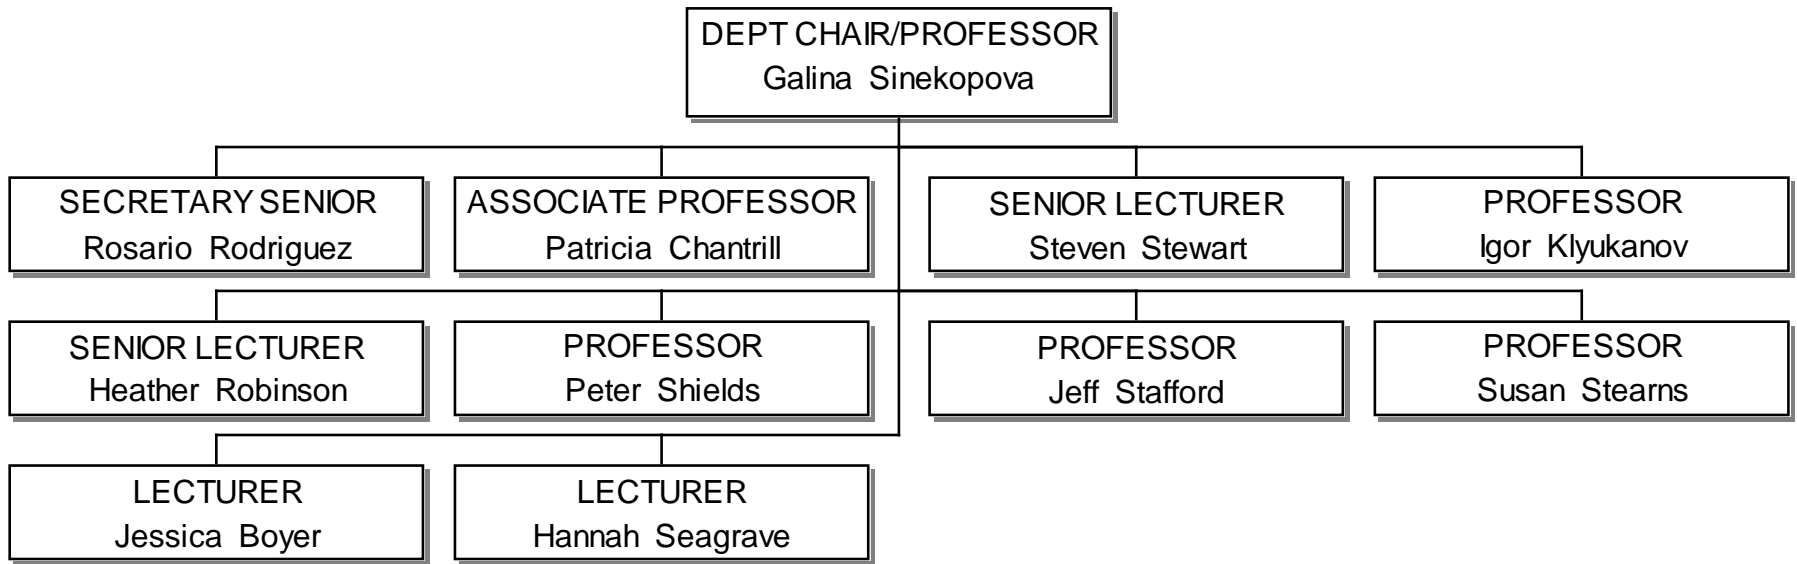 DEPT CHAIR/PROFESSOR
Galina Sinekopova
SECRETARY SENIOR
Rosario Rodriguez
ASSOCIATE PROFESSOR
Patricia Chantrill
SENIOR LECTURER
Steven Stewart
PROFESSOR
Igor Klyukanov
SENIOR LECTURER
Heather Robinson
PROFESSOR
Peter Shields
PROFESSOR
Jeff Stafford
PROFESSOR
Susan Stearns
LECTURER
Jessica Boyer
LECTURER
Hannah Seagrave